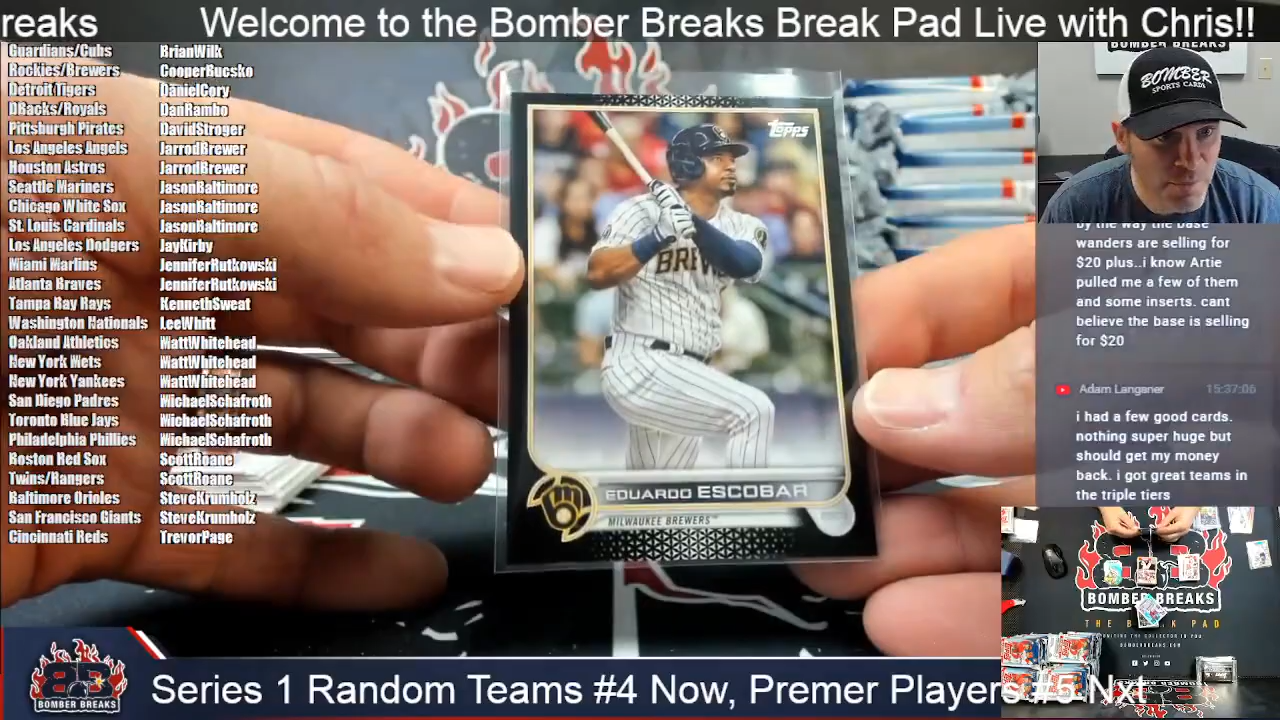 reaks Welcome to the Bomber Breaks Break Pad Live with Chris!!
Guardians/Cubs BrianWilk
Rockies/Brewers CooperRucsko
Detroit Tigers DanielCory
DBacks/Royals DanRambo
Pittsburgh Pirates DavidStroger
Los Angeles Angels JarrodBrewer
Houston Astros JarrodBrewer
Seattle Mariners JasonBaltimore
Chicago White Sox JasonBaltimore
St. Louis Cardinals JasonBaltimore
Los Angeles Dodgers JayKirby
Miami Marlins JenniferRutkowski
Atlanta Braves JenniferRutkowski
Tampa Bay Rays KennethSweat
Washington Nationals LeeWhitt
Oakland Athletics MattWhitehead
New York Mets MattWhitehead
New York Yankees MattWhitehead
San Diego Padres MichaelSchafroth
Toronto Blue Jays MichaelSchafroth
Philadelphia Phillies MichaelSchafroth
Boston Red Sox ScottRoane
Twins/Rangers ScottRoane
Baltimore Orioles SteveKrumholz
San Francisco Giants SteveKrumholz
Cincinnati Reds TrevorPage
TOPPS
BREW
EDUARDO ESCOBAR
MILWAUKEE BREWERS™
BOMBER BREAKS
BOMBER
SPORTS CARDS
by the way the base
wanders are selling for
$20 plus..i know Artie
pulled me a few of them
and some inserts. cant
believe the base is selling
for $20
Adam Langaner 15:37:06
i had a few good cards.
nothing super huge but
should get my money
back. i got great teams in
the triple tiers
BOMBER BREAKS
THE BREAK PAD
BOMBERBREAKS.COM
BOMBER BREAKS
Series 1 Random Teams #4 Now, Premer Players #5 Nxt